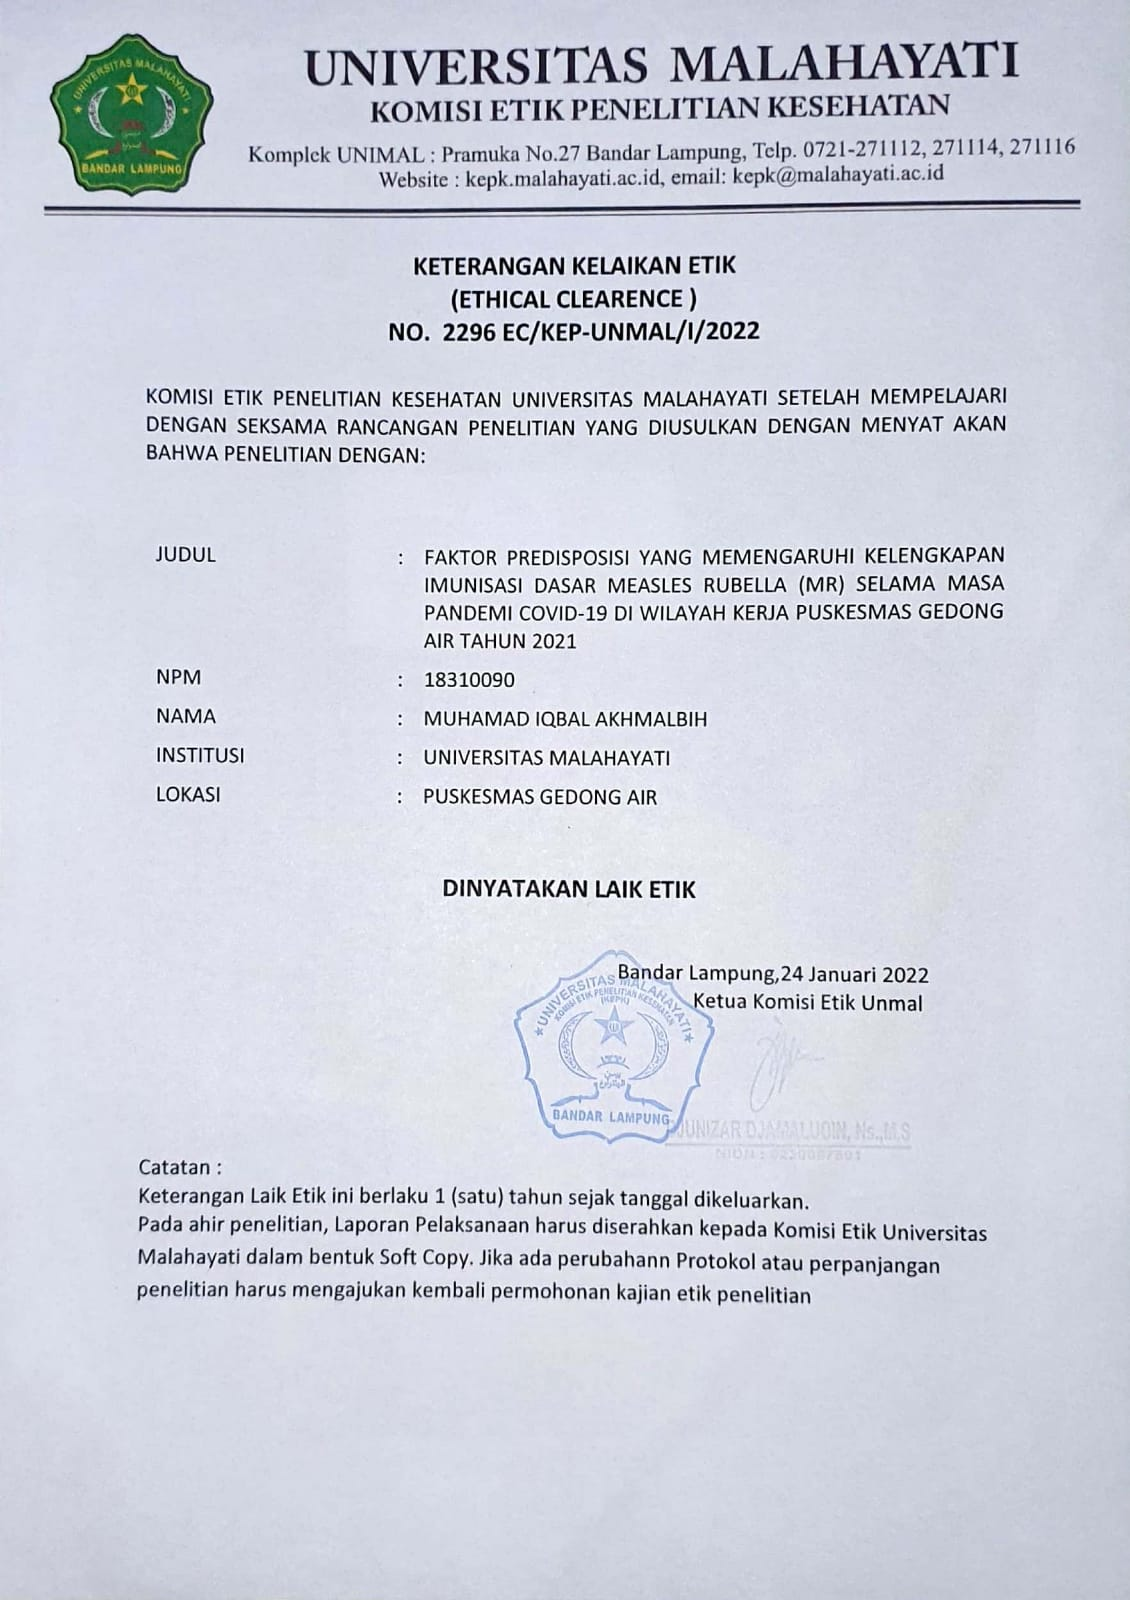 UNIVERSITAS MALAHAYATI
BANDAR LAMPUNG
UNIVERSITAS MALAHAYATI
KOMISI ETIK PENELITIAN KESEHATAN
Komplek UNIMAL : Pramuka No.27 Bandar Lampung, Telp. 0721-271112, 271114, 271116
Website : kepk.malahayati.ac.id, email: kepk@malahayati.ac.id
KETERANGAN KELAIKAN ETIK
(ETHICAL CLEARENCE )
NO. 2296 EC/KEP-UNMAL/I/2022
KOMISI ETIK PENELITIAN KESEHATAN UNIVERSITAS MALAHAYATI SETELAH MEMPELAJARI
DENGAN SEKSAMA RANCANGAN PENELITIAN YANG DIUSULKAN DENGAN MENYAT AKAN
BAHWA PENELITIAN DENGAN:
JUDUL : FAKTOR PREDISPOSISI YANG MEMENGARUHI KELENGKAPAN
IMUNISASI DASAR MEASLES RUBELLA (MR) SELAMA MASA
PANDEMI COVID-19 DI WILAYAH KERJA PUSKESMAS GEDONG
AIR TAHUN 2021
NPM : 18310090
NAMA : MUHAMAD IQBAL AKHMALBIH
INSTITUSI : UNIVERSITAS MALAHAYATI
LOKASI : PUSKESMAS GEDONG AIR
DINYATAKAN LAIK ETIK
Bandar Lampung,24 Januari 2022
Ketua Komisi Etik Unmal
UNIVERSITAS MALAHAYATI
KOMISI ETIK PENELITIAN KESEHATAN
(KEPK)
BANDAR LAMPUNG
Catatan :
Keterangan Laik Etik ini berlaku 1 (satu) tahun sejak tanggal dikeluarkan.
Pada ahir penelitian, Laporan Pelaksanaan harus diserahkan kepada Komisi Etik Universitas
Malahayati dalam bentuk Soft Copy. Jika ada perubahann Protokol atau perpanjangan
penelitian harus mengajukan kembali permohonan kajian etik penelitian